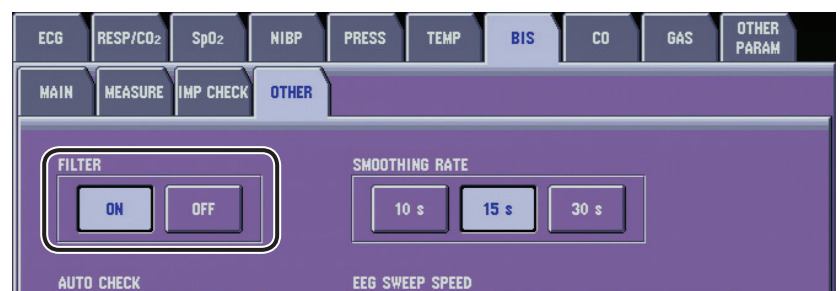 ECG RESP/CO2 SpO2 NIBP PRESS TEMP BIS CO GAS OTHER PARAM
MAIN MEASURE IMP CHECK OTHER
FILTER SMOOTHING RATE
ON OFF 10 s 15 s 30 s
AUTO CHECK EEG SWEEP SPEED